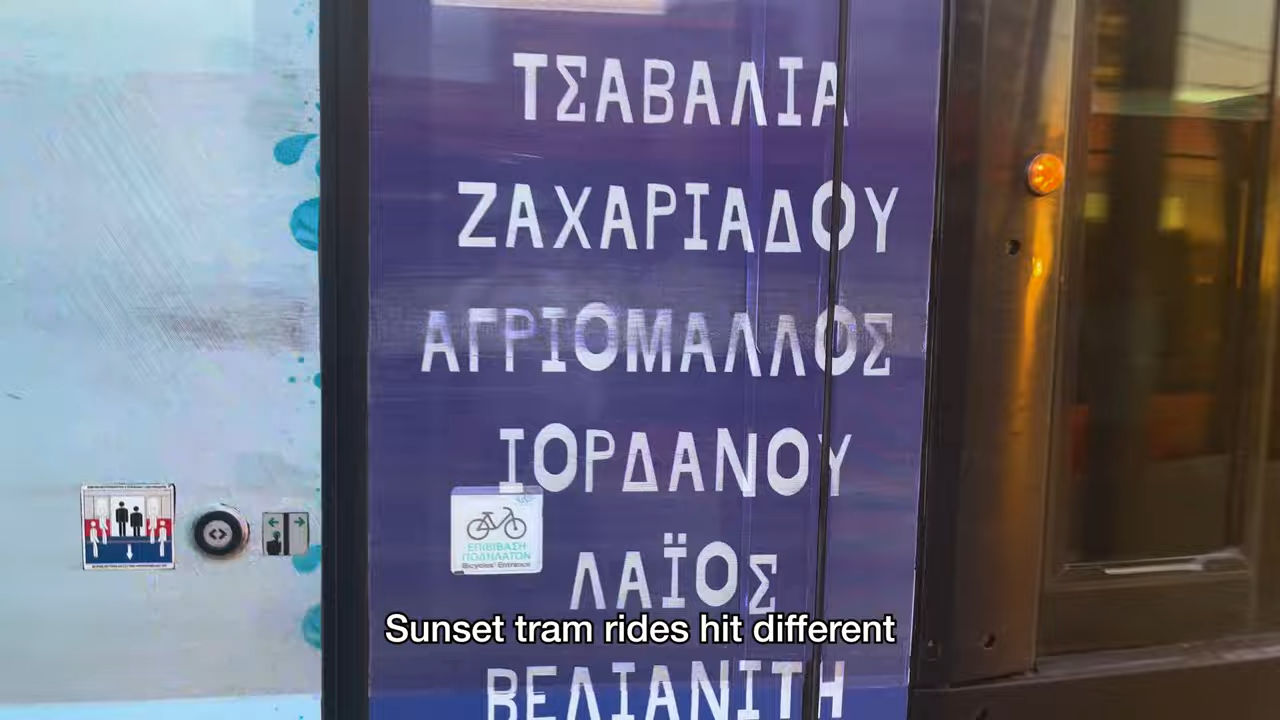 ΤΣΑΒΑΛΙΑ
ΖΑΧΑΡΙΑΔΟΥ
ΑΓΡΙΟΜΑΛΛΟΣ
ΙΟΡΔΑΝΟΥ
ΕΠΙΒΙΒΑΣΗ
ΠΟΔΗΛΑΤΩΝ
Bicycles' Entrance
ΛΑΪΟΣ
Sunset tram rides hit different
ΒΕΛΙΑΝΙΤΗ